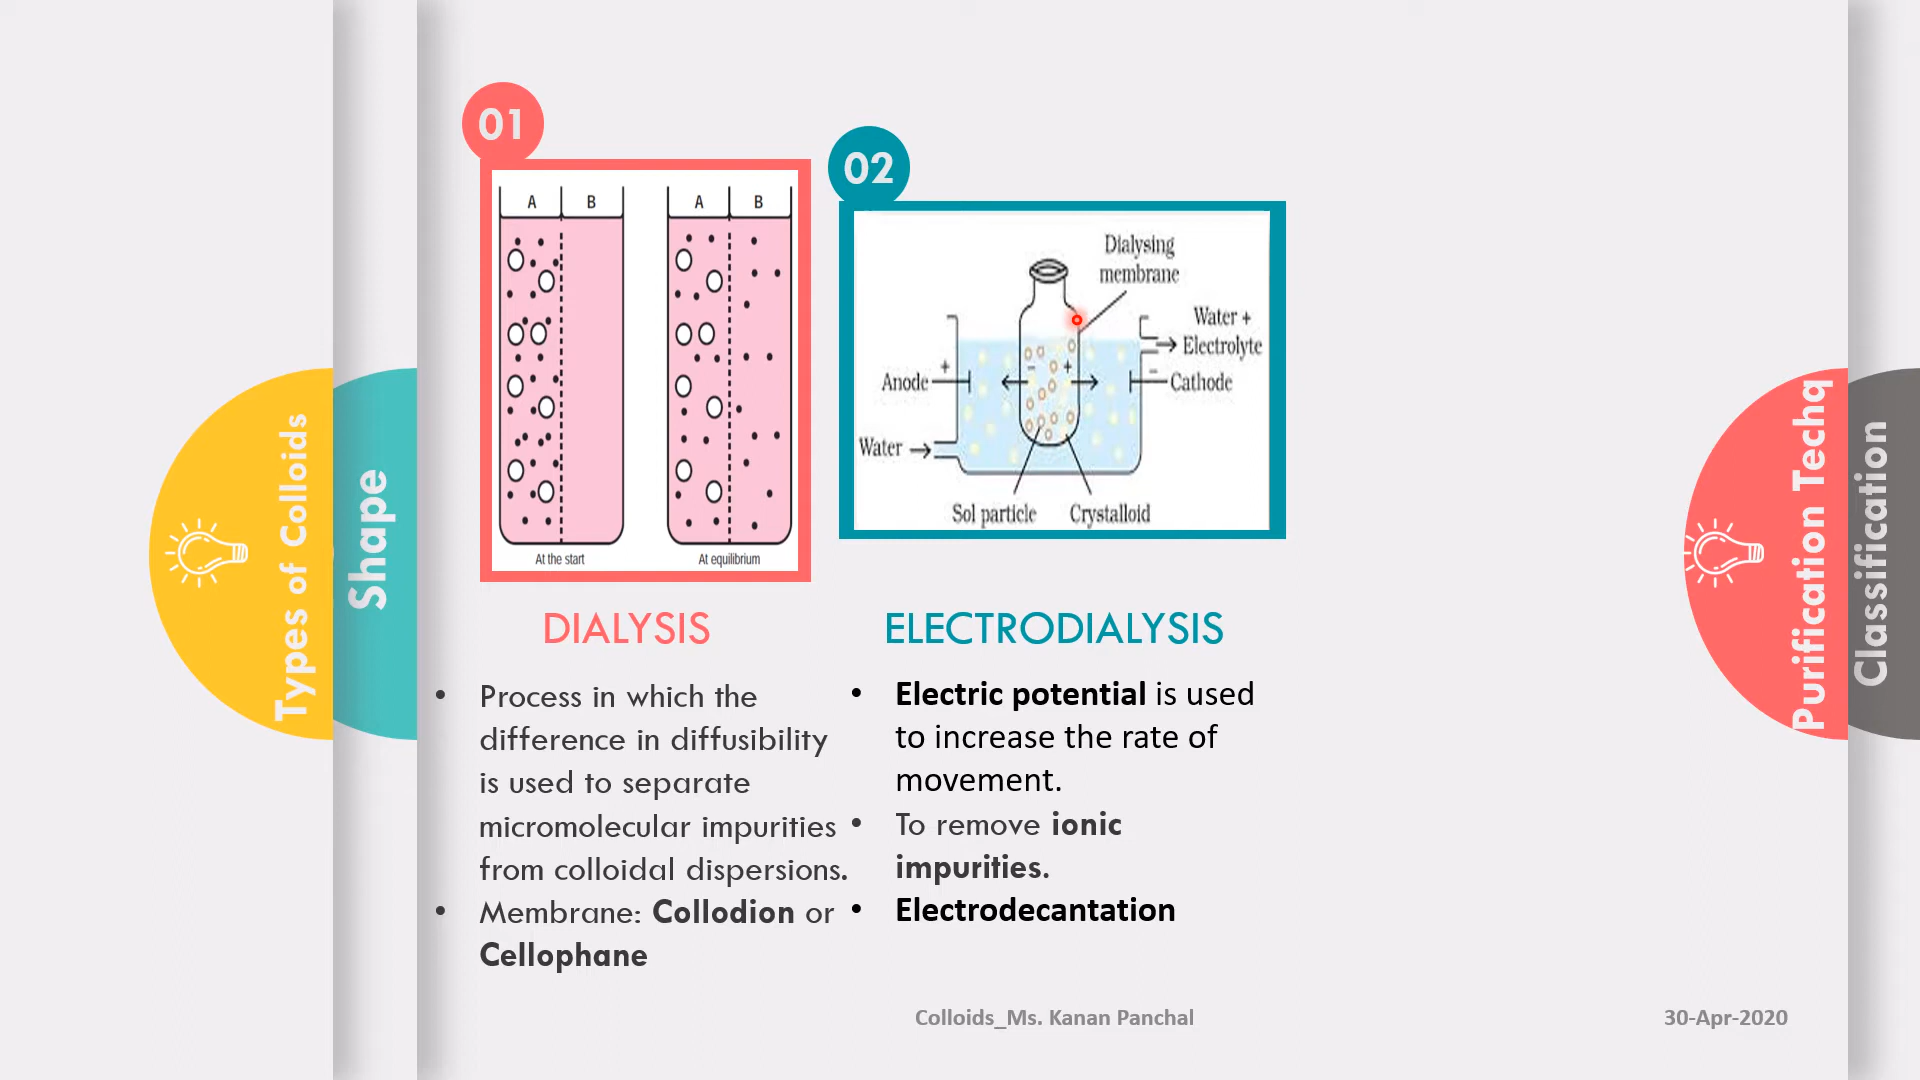 Types of Colloids
Shape
01
A B
A B
At the start
At equilibrium
DIALYSIS
• Process in which the
difference in diffusibility
is used to separate
micromolecular impurities
from colloidal dispersions.
• Membrane: Collodion or
Cellophane
02
Dialysing
membrane
Water +
Electrolyte
+
−
Anode
Cathode
− +
Water
Sol particle
Crystalloid
ELECTRODIALYSIS
• Electric potential is used
to increase the rate of
movement.
• To remove ionic
impurities.
• Electrodecantation
Purification Techq
Classification
Colloids_Ms. Kanan Panchal
30-Apr-2020